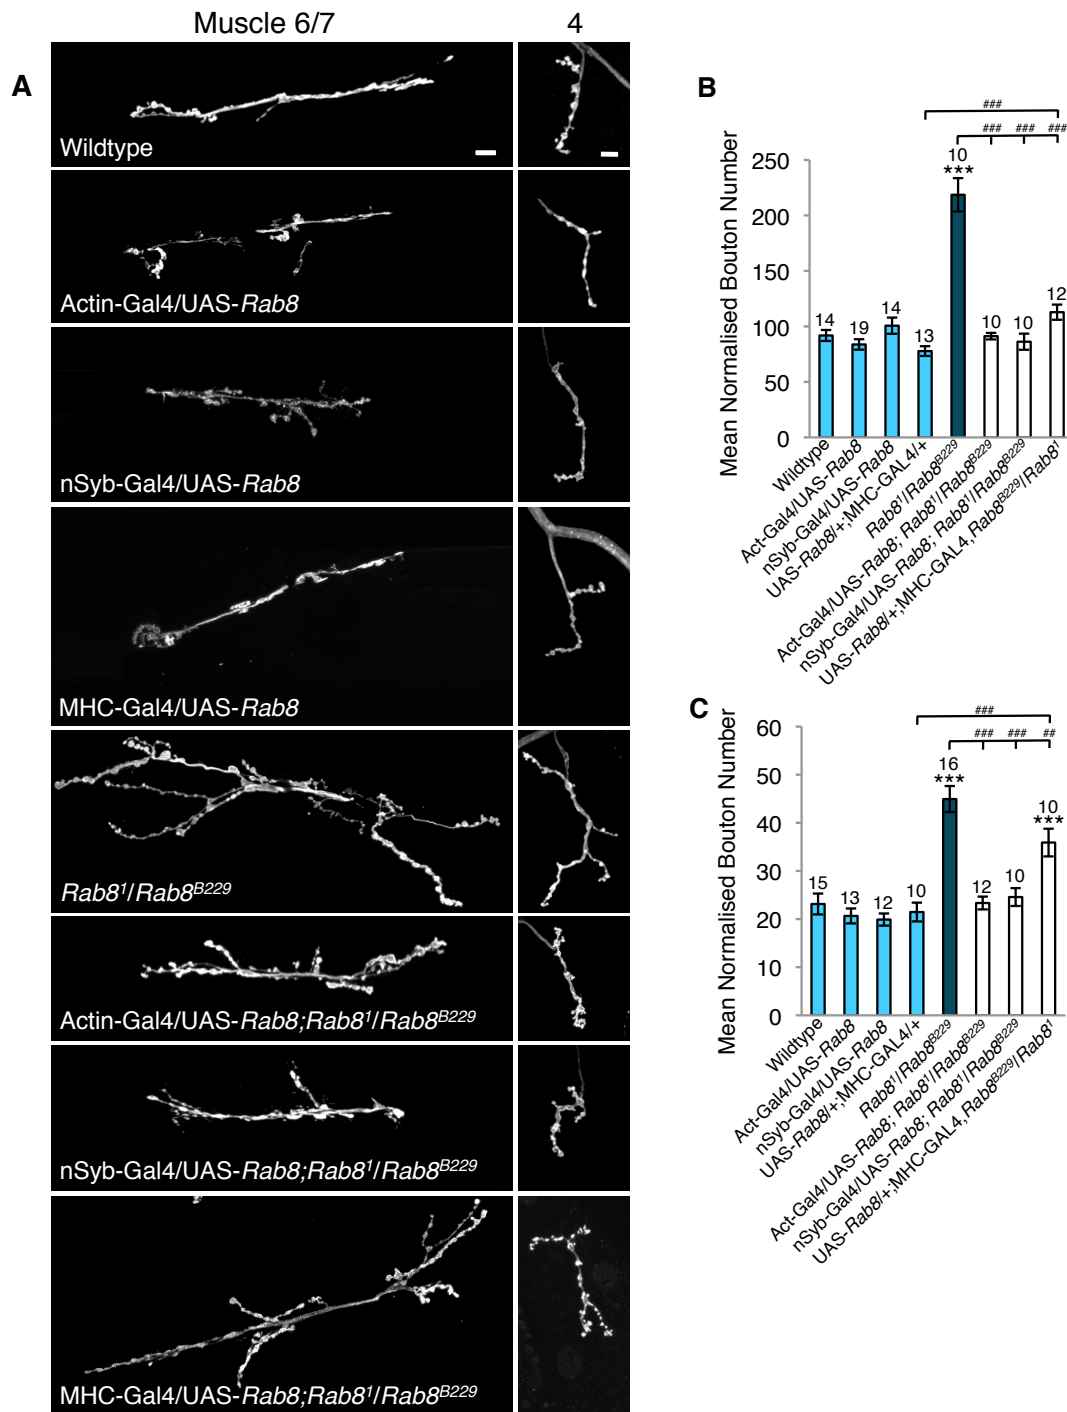 Muscle 6/7
4
A
Wildtype
Actin-Gal4/UAS-Rab8
nSyb-Gal4/UAS-Rab8
MHC-Gal4/UAS-Rab8
Rab8¹/Rab8ᴮ²²⁹
Actin-Gal4/UAS-Rab8;Rab8¹/Rab8ᴮ²²⁹
nSyb-Gal4/UAS-Rab8;Rab8¹/Rab8ᴮ²²⁹
MHC-Gal4/UAS-Rab8;Rab8¹/Rab8ᴮ²²⁹
B
###
### ### ###
Mean Normalised Bouton Number
250
200
150
100
50
0
14
19
14
13
10
***
10
10
12
Wildtype
Act-Gal4/UAS-Rab8
nSyb-Gal4/UAS-Rab8
UAS-Rab8/+;MHC-GAL4/+
Rab8¹/Rab8ᴮ²²⁹
Act-Gal4/UAS-Rab8; Rab8¹/Rab8ᴮ²²⁹
nSyb-Gal4/UAS-Rab8; Rab8¹/Rab8ᴮ²²⁹
UAS-Rab8/+;MHC-GAL4, Rab8ᴮ²²⁹/Rab8¹
C
###
### ### ##
Mean Normalised Bouton Number
60
50
40
30
20
10
0
15
13
12
10
16
***
12
10
10
***
Wildtype
Act-Gal4/UAS-Rab8
nSyb-Gal4/UAS-Rab8
UAS-Rab8/+;MHC-GAL4/+
Rab8¹/Rab8ᴮ²²⁹
Act-Gal4/UAS-Rab8; Rab8¹/Rab8ᴮ²²⁹
nSyb-Gal4/UAS-Rab8; Rab8¹/Rab8ᴮ²²⁹
UAS-Rab8/+;MHC-GAL4, Rab8ᴮ²²⁹/Rab8¹